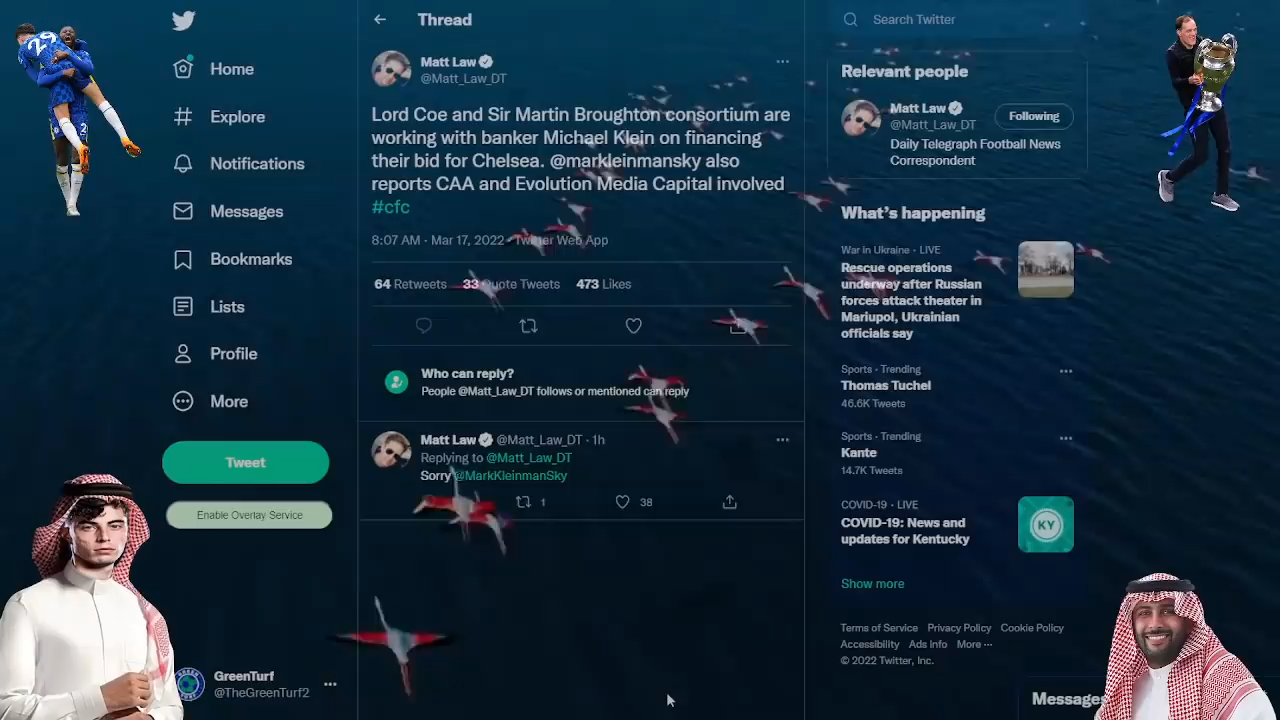 Home
Explore
Notifications
Messages
Bookmarks
Lists
Profile
More
Tweet
Enable Overlay Service
GreenTurf
@TheGreenTurf2
Thread
Matt Law
@Matt_Law_DT
Lord Coe and Sir Martin Broughton consortium are
working with banker Michael Klein on financing
their bid for Chelsea. @markleinmansky also
reports CAA and Evolution Media Capital involved
#cfc
8:07 AM · Mar 17, 2022 · Twitter Web App
64 Retweets 33 Quote Tweets 473 Likes
Who can reply?
People @Matt_Law_DT follows or mentioned can reply
Matt Law @Matt_Law_DT · 1h
Replying to @Matt_Law_DT
Sorry @MarkKleinmanSky
1 38
Search Twitter
Relevant people
Matt Law
@Matt_Law_DT
Following
Daily Telegraph Football News
Correspondent
What's happening
War in Ukraine · LIVE
Rescue operations
underway after Russian
forces attack theater in
Mariupol, Ukrainian
officials say
Sports · Trending
Thomas Tuchel
46.6K Tweets
Sports · Trending
Kante
14.7K Tweets
COVID-19 · LIVE
COVID-19: News and
updates for Kentucky
KY
Show more
Terms of Service Privacy Policy Cookie Policy
Accessibility Ads info More ···
© 2022 Twitter, Inc.
Messages
29
2